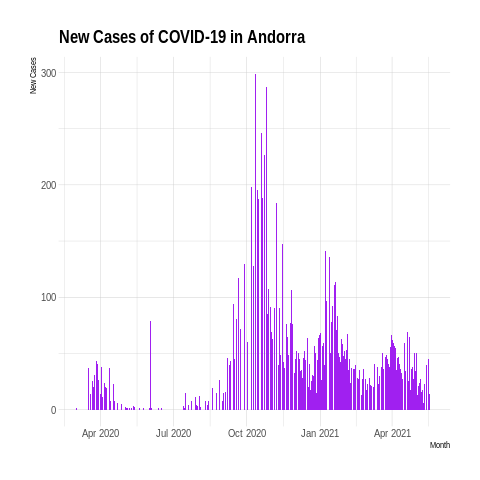 New Cases of COVID-19 in Andorra
New Cases
300
200
100
0
Apr 2020 Jul 2020 Oct 2020 Jan 2021 Apr 2021
Month